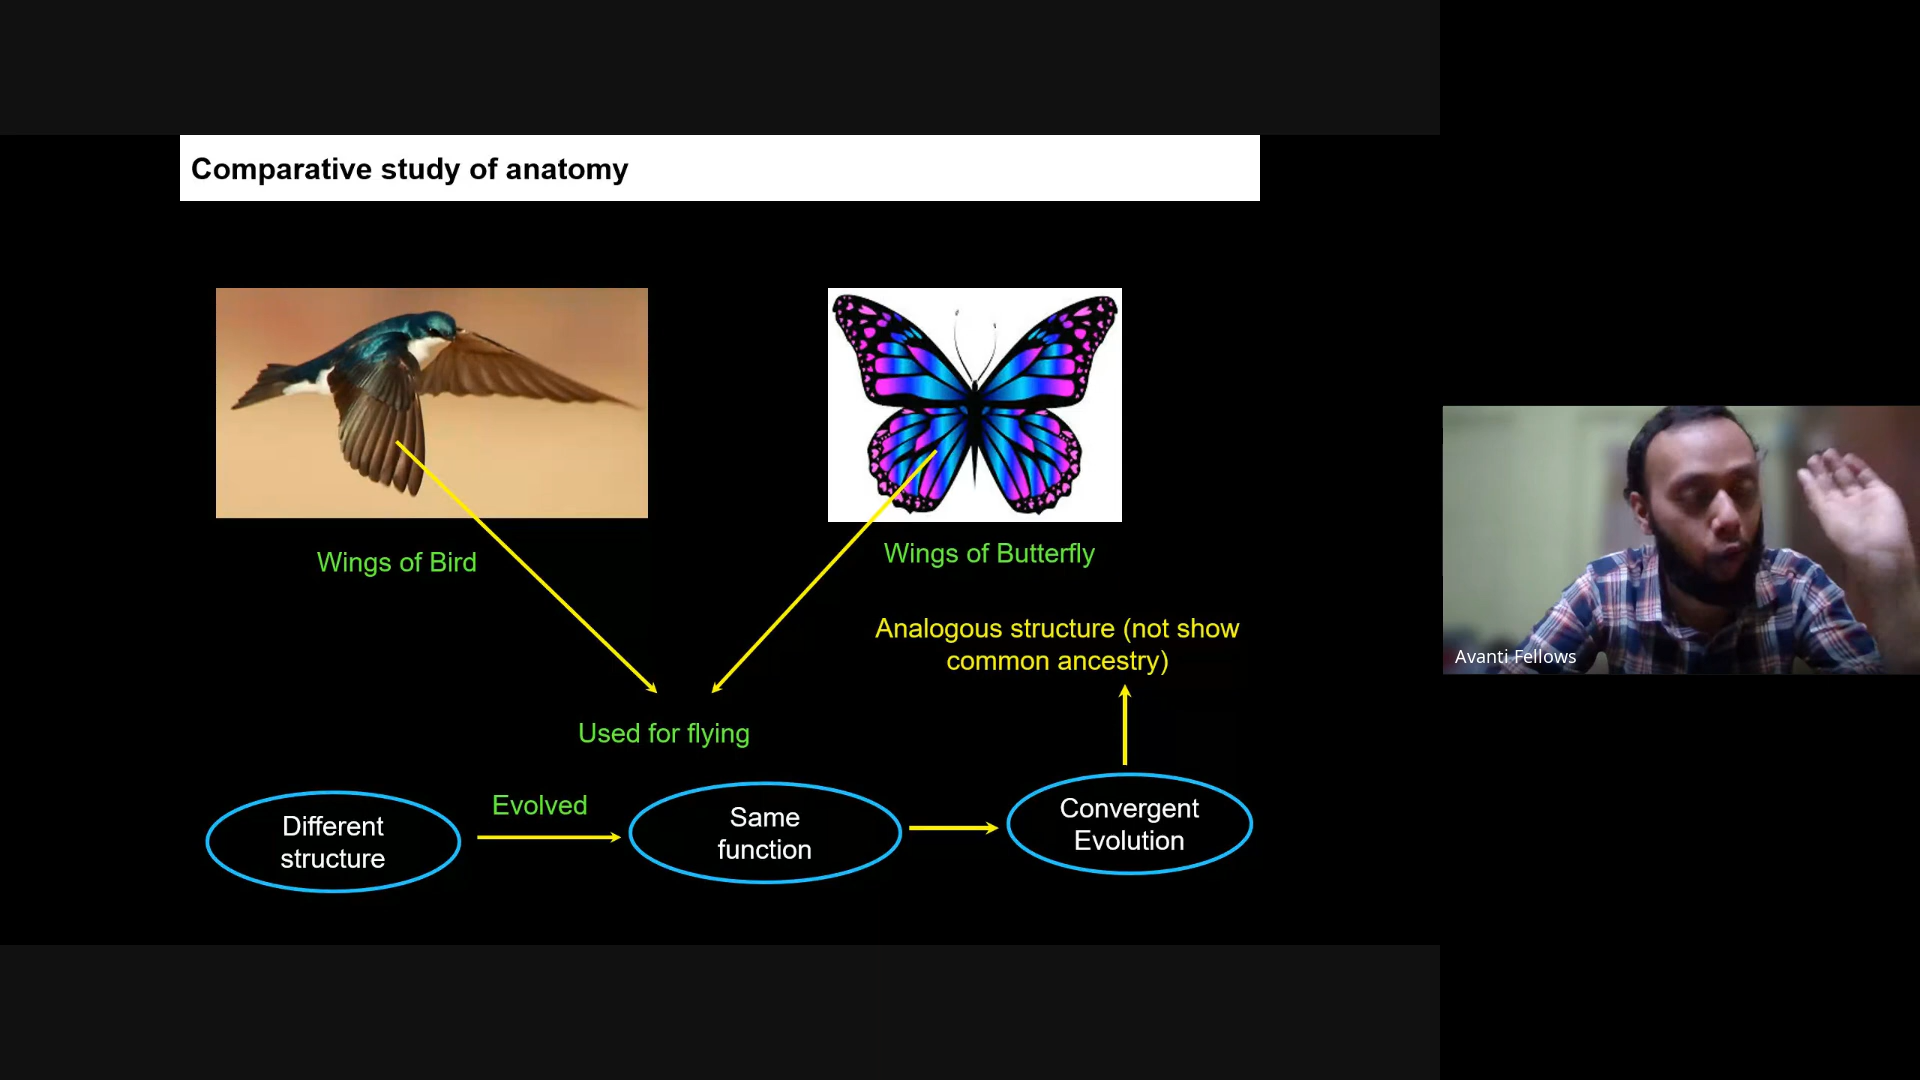 Comparative study of anatomy
Wings of Bird
Wings of Butterfly
Analogous structure (not show
common ancestry)
Used for flying
Different
structure
Evolved
Same
function
Convergent
Evolution
Avanti Fellows